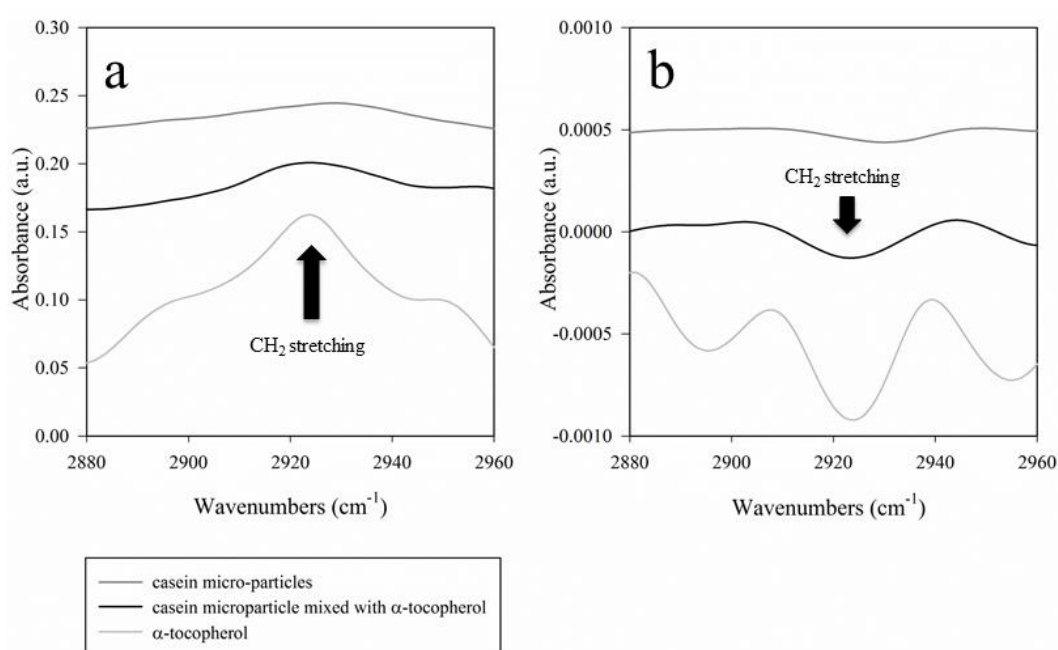 a
0.30
0.25
0.20
0.15
0.10
0.05
0.00
Absorbance (a.u.)
CH₂ stretching
2880 2900 2920 2940 2960
Wavenumbers (cm⁻¹)
b
0.0010
0.0005
0.0000
-0.0005
-0.0010
Absorbance (a.u.)
CH₂ stretching
2880 2900 2920 2940 2960
Wavenumbers (cm⁻¹)
casein micro-particles
casein microparticle mixed with α-tocopherol
α-tocopherol